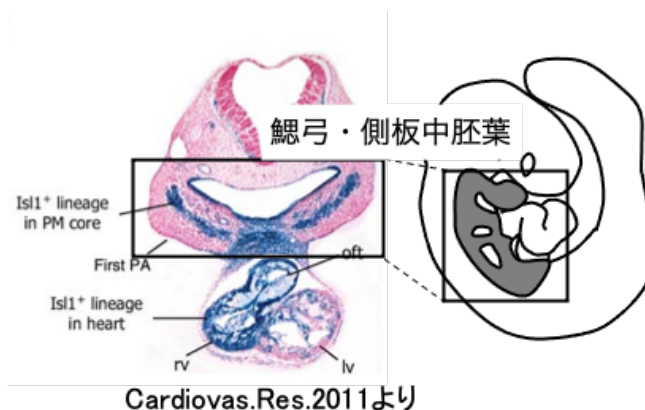 鰓弓・側板中胚葉
Isl1⁺ lineage
in PM core
First PA
oft
Isl1⁺ lineage
in heart
rv
lv
Cardiovas.Res.2011より